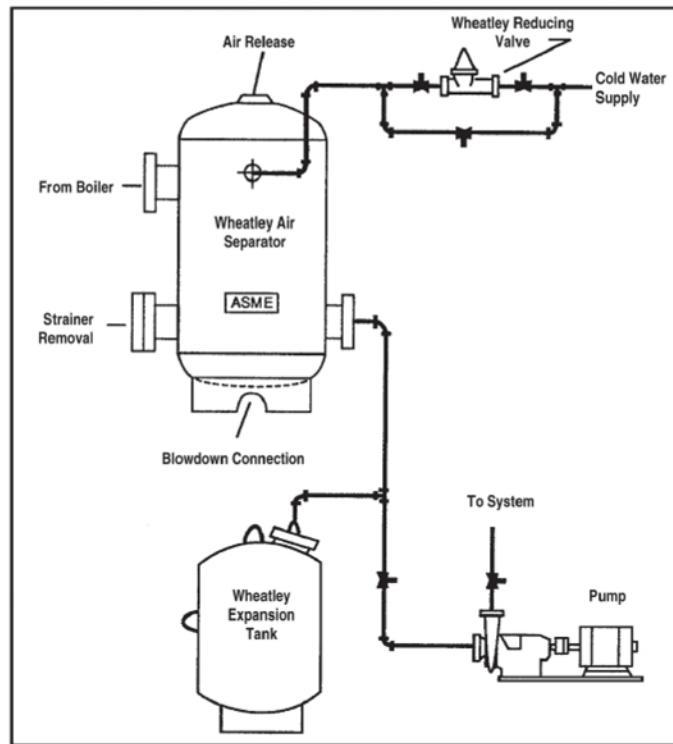 Air Release
Wheatley Reducing
Valve
Cold Water
Supply
From Boiler
Wheatley Air
Separator
ASME
Strainer
Removal
Blowdown Connection
To System
Wheatley
Expansion
Tank
Pump